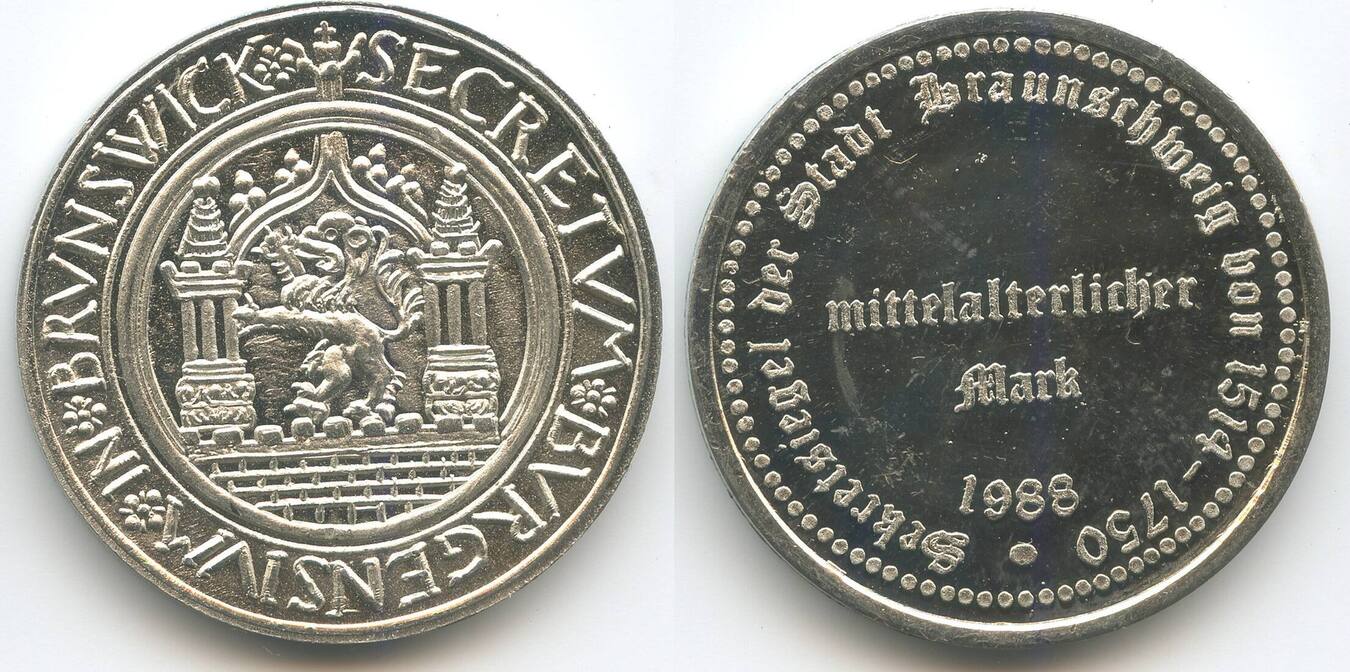 SECRETVM BVRGENSIVM IN BRVNSWICK
Sekretsiegel der Stadt Braunschweig von 1514-1750
mittelalterlicher
Mark
1988